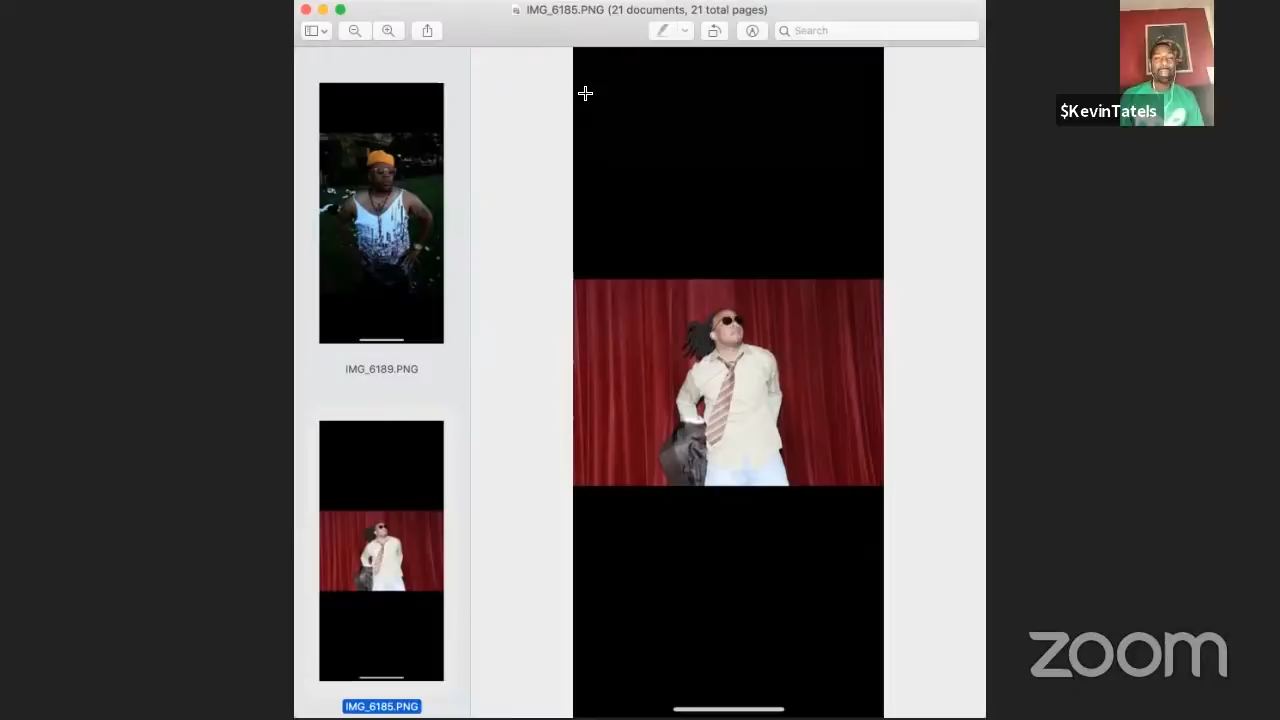 IMG_6185.PNG (21 documents, 21 total pages)
Search
$KevinTatels
IMG_6189.PNG
IMG_6185.PNG
zoom